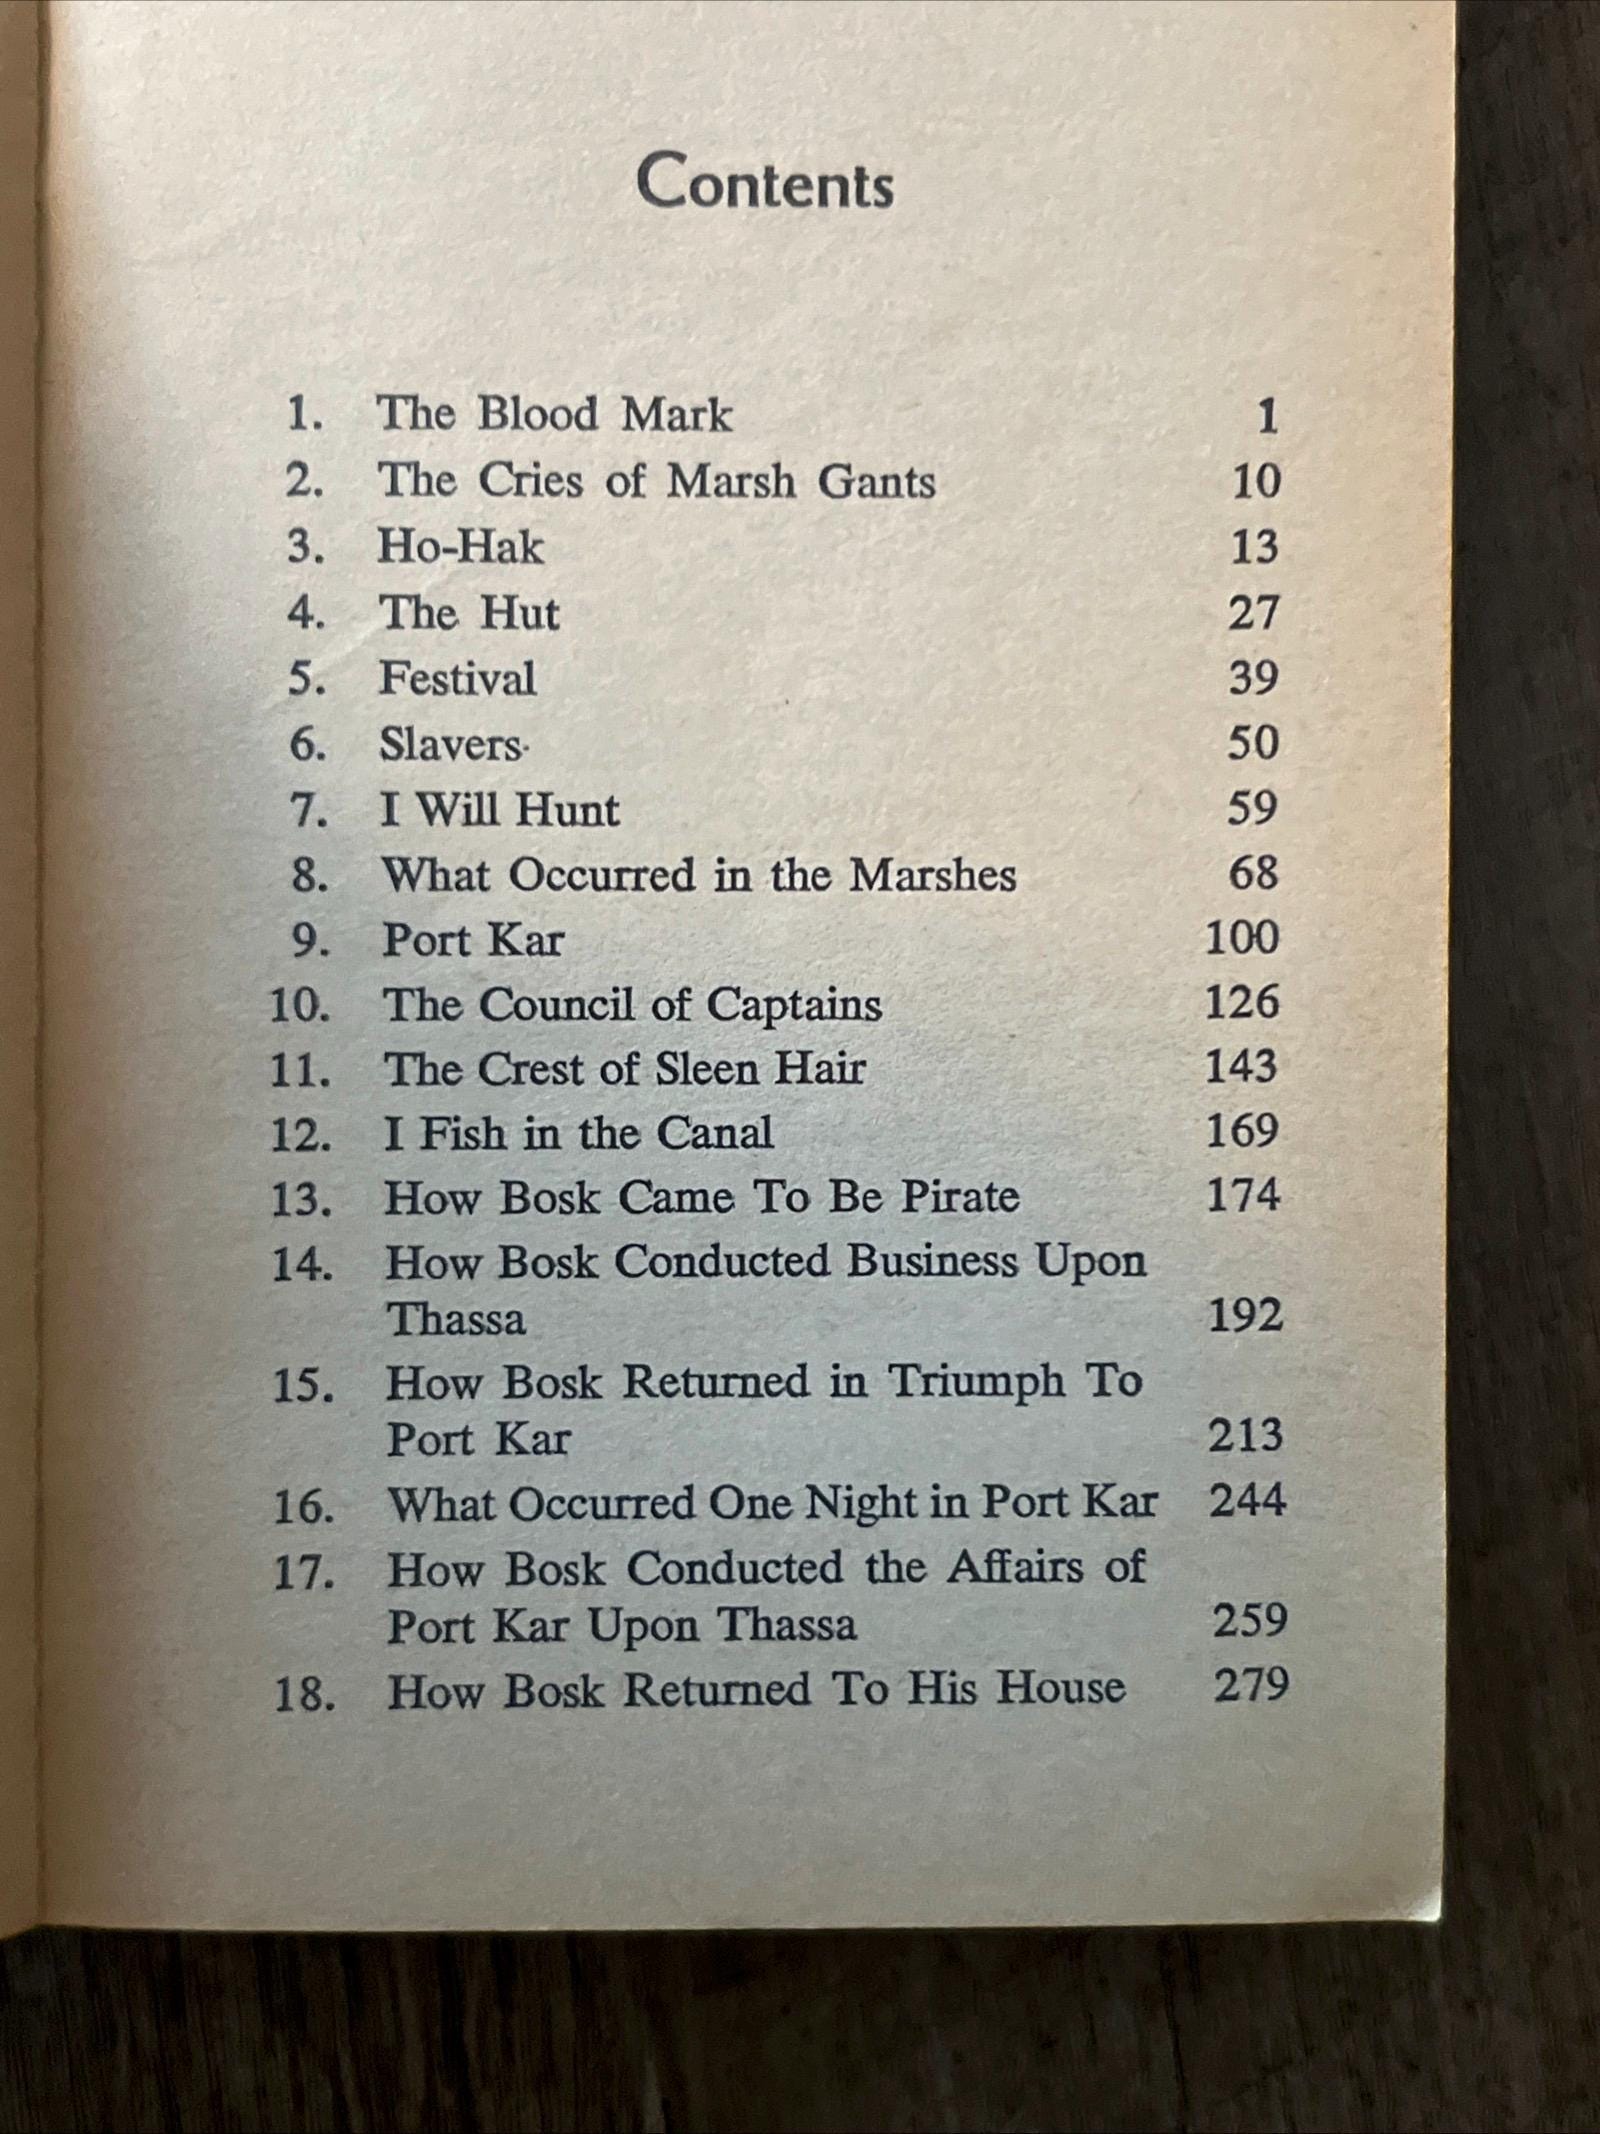 Contents
1. The Blood Mark 1
2. The Cries of Marsh Gants 10
3. Ho-Hak 13
4. The Hut 27
5. Festival 39
6. Slavers 50
7. I Will Hunt 59
8. What Occurred in the Marshes 68
9. Port Kar 100
10. The Council of Captains 126
11. The Crest of Sleen Hair 143
12. I Fish in the Canal 169
13. How Bosk Came To Be Pirate 174
14. How Bosk Conducted Business Upon
Thassa 192
15. How Bosk Returned in Triumph To
Port Kar 213
16. What Occurred One Night in Port Kar 244
17. How Bosk Conducted the Affairs of
Port Kar Upon Thassa 259
18. How Bosk Returned To His House 279